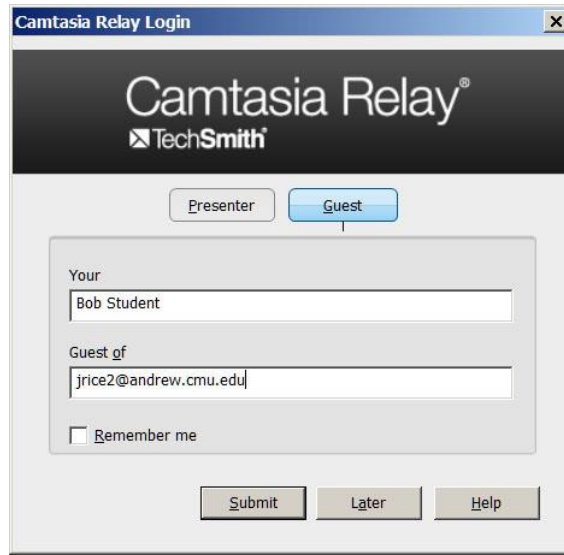 Camtasia Relay Login
Camtasia Relay®
TechSmith®
Presenter Guest
Your
Bob Student
Guest of
jrice2@andrew.cmu.edu
Remember me
Submit Later Help